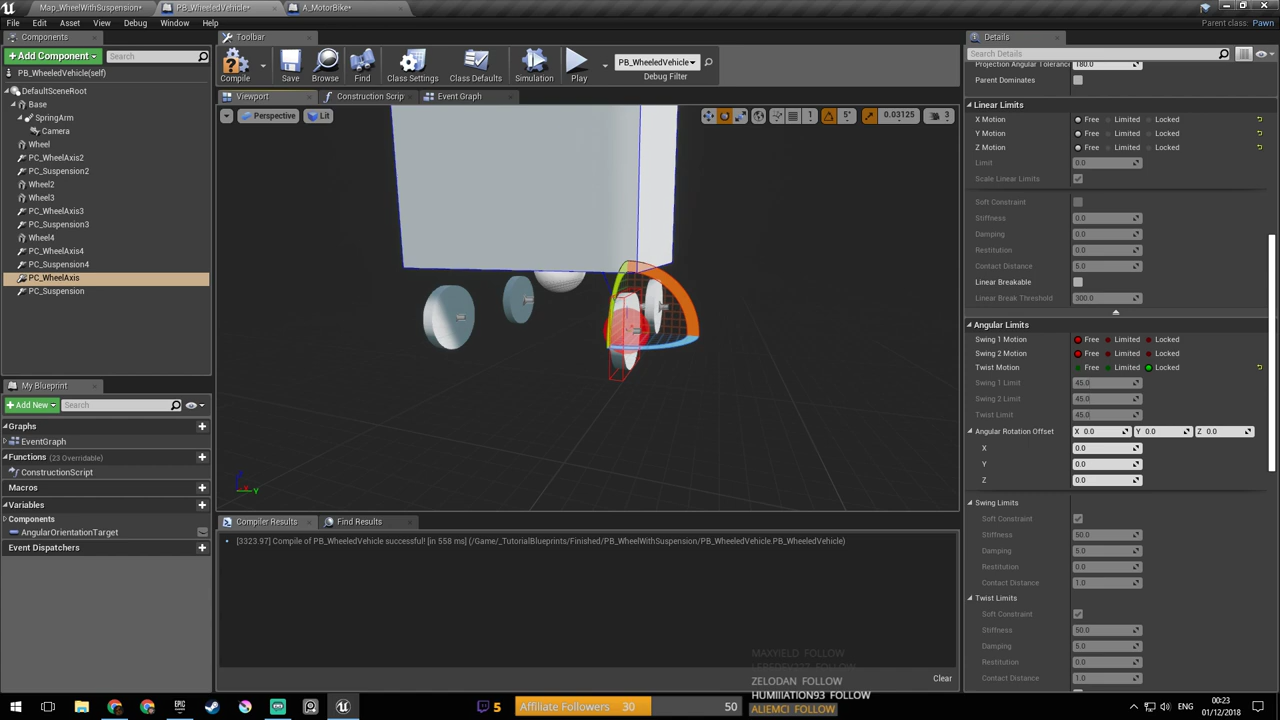 Map_WheelWithSuspension*
PB_WheeledVehicle*
A_MotorBike*
File Edit Asset View Debug Window Help
Parent class: Pawn
Components
+ Add Component
Search
PB_WheeledVehicle(self)
DefaultSceneRoot
Base
SpringArm
Camera
Wheel
PC_WheelAxis2
PC_Suspension2
Wheel2
Wheel3
PC_WheelAxis3
PC_Suspension3
Wheel4
PC_WheelAxis4
PC_Suspension4
PC_WheelAxis
PC_Suspension
My Blueprint
+ Add New
Search
Graphs
EventGraph
Functions (23 Overridable)
ConstructionScript
Macros
Variables
Components
AngularOrientationTarget
Event Dispatchers
Toolbar
Compile Save Browse Find Class Settings Class Defaults Simulation Play
PB_WheeledVehicle
Debug Filter
Viewport
Construction Scrip
Event Graph
Perspective
Lit
1
5°
0.03125
3
Compiler Results
Find Results
[3323.97] Compile of PB_WheeledVehicle successful! [in 558 ms] (/Game/_TutorialBlueprints/Finished/PB_WheelWithSuspension/PB_WheeledVehicle.PB_WheeledVehicle)
Clear
Details
Search Details
Projection Angular Tolerance 180.0
Parent Dominates
Linear Limits
X Motion Free Limited Locked
Y Motion Free Limited Locked
Z Motion Free Limited Locked
Limit 0.0
Scale Linear Limits
Soft Constraint
Stiffness 0.0
Damping 0.0
Restitution 0.0
Contact Distance 5.0
Linear Breakable
Linear Break Threshold 300.0
Angular Limits
Swing 1 Motion Free Limited Locked
Swing 2 Motion Free Limited Locked
Twist Motion Free Limited Locked
Swing 1 Limit 45.0
Swing 2 Limit 45.0
Twist Limit 45.0
Angular Rotation Offset X 0.0 Y 0.0 Z 0.0
X 0.0
Y 0.0
Z 0.0
Swing Limits
Soft Constraint
Stiffness 50.0
Damping 5.0
Restitution 0.0
Contact Distance 1.0
Twist Limits
Soft Constraint
Stiffness 50.0
Damping 5.0
Restitution 0.0
Contact Distance 1.0
MAXYIELD FOLLOW
ZELODAN FOLLOW
HUMIIIATION93 FOLLOW
ALIEMCI FOLLOW
5
Affiliate Followers 30 50
ENG
00:23
01/12/2018